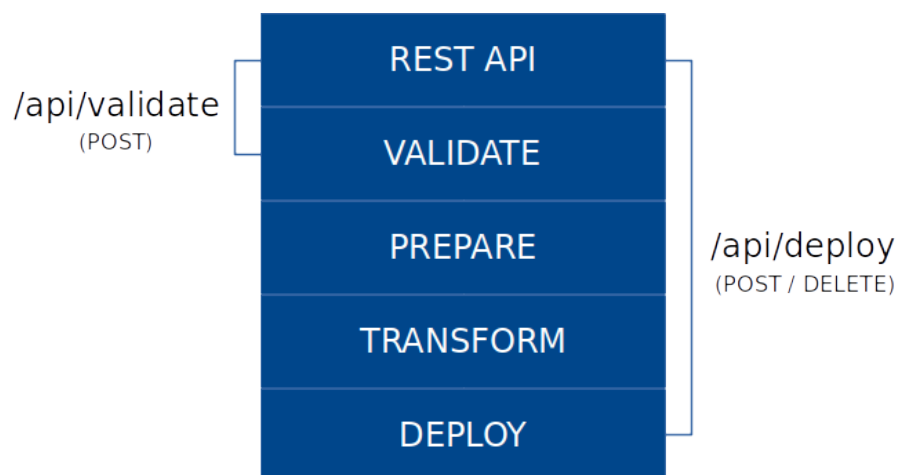 REST API
/api/validate
(POST)
VALIDATE
PREPARE
/api/deploy
(POST / DELETE)
TRANSFORM
DEPLOY